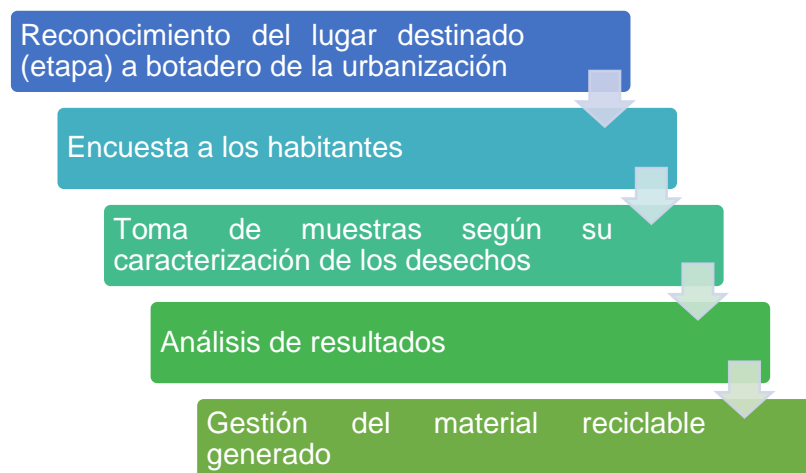 Reconocimiento del lugar destinado
(etapa) a botadero de la urbanización
Encuesta a los habitantes
Toma de muestras según su
caracterización de los desechos
Análisis de resultados
Gestión del material reciclable
generado